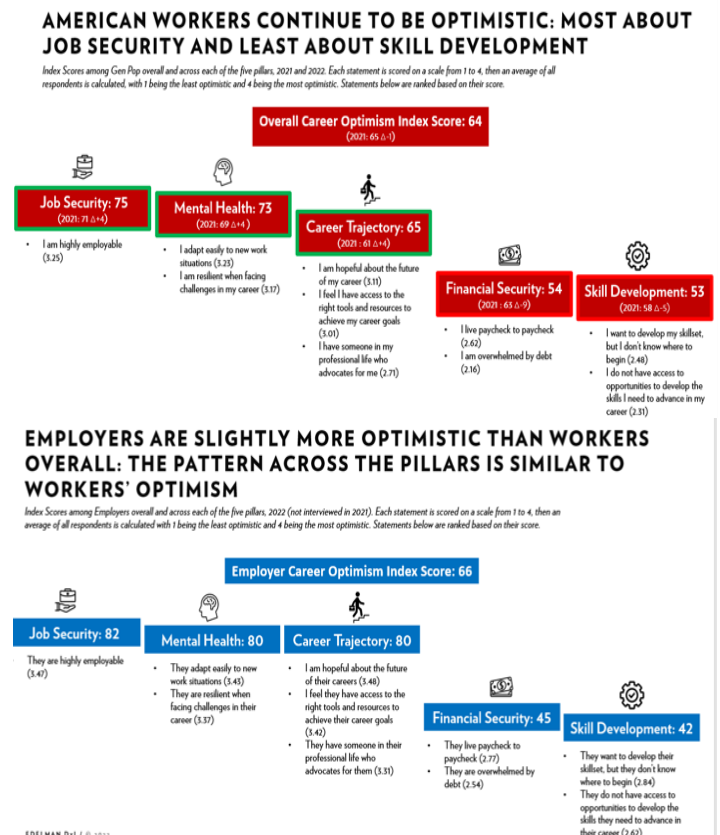 AMERICAN WORKERS CONTINUE TO BE OPTIMISTIC: MOST ABOUT
JOB SECURITY AND LEAST ABOUT SKILL DEVELOPMENT
Index Scores among Gen Pop overall and across each of the five pillars, 2021 and 2022. Each statement is scored on a scale from 1 to 4, then an average of all
respondents is calculated, with 1 being the least optimistic and 4 being the most optimistic. Statements below are ranked based on their score.
Overall Career Optimism Index Score: 64
(2021: 65 Δ-1)
Job Security: 75
(2021: 71 Δ+4)
• I am highly employable
(3.25)
Mental Health: 73
(2021: 69 Δ+4)
• I adapt easily to new work
situations (3.23)
• I am resilient when facing
challenges in my career (3.17)
Career Trajectory: 65
(2021 : 61 Δ+4)
• I am hopeful about the future
of my career (3.11)
• I feel I have access to the
right tools and resources to
achieve my career goals
(3.01)
• I have someone in my
professional life who
advocates for me (2.71)
Financial Security: 54
(2021 : 63 Δ-9)
• I live paycheck to paycheck
(2.62)
• I am overwhelmed by debt
(2.16)
Skill Development: 53
(2021: 58 Δ-5)
• I want to develop my skillset,
but I don't know where to
begin (2.48)
• I do not have access to
opportunities to develop the
skills I need to advance in my
career (2.31)
EMPLOYERS ARE SLIGHTLY MORE OPTIMISTIC THAN WORKERS
OVERALL: THE PATTERN ACROSS THE PILLARS IS SIMILAR TO
WORKERS' OPTIMISM
Index Scores among Employers overall and across each of the five pillars, 2022 (not interviewed in 2021). Each statement is scored on a scale from 1 to 4, then an
average of all respondents is calculated with 1 being the least optimistic and 4 being the most optimistic. Statements below are ranked based on their score.
Employer Career Optimism Index Score: 66
Job Security: 82
They are highly employable
(3.47)
Mental Health: 80
• They adapt easily to new
work situations (3.43)
• They are resilient when
facing challenges in their
career (3.37)
Career Trajectory: 80
• I am hopeful about the future
of their careers (3.48)
• I feel they have access to the
right tools and resources to
achieve their career goals
(3.42)
• They have someone in their
professional life who
advocates for them (3.31)
Financial Security: 45
• They live paycheck to
paycheck (2.77)
• They are overwhelmed by
debt (2.54)
Skill Development: 42
• They want to develop their
skillset, but they don't know
where to begin (2.84)
• They do not have access to
opportunities to develop the
skills they need to advance in
their career (2.62)